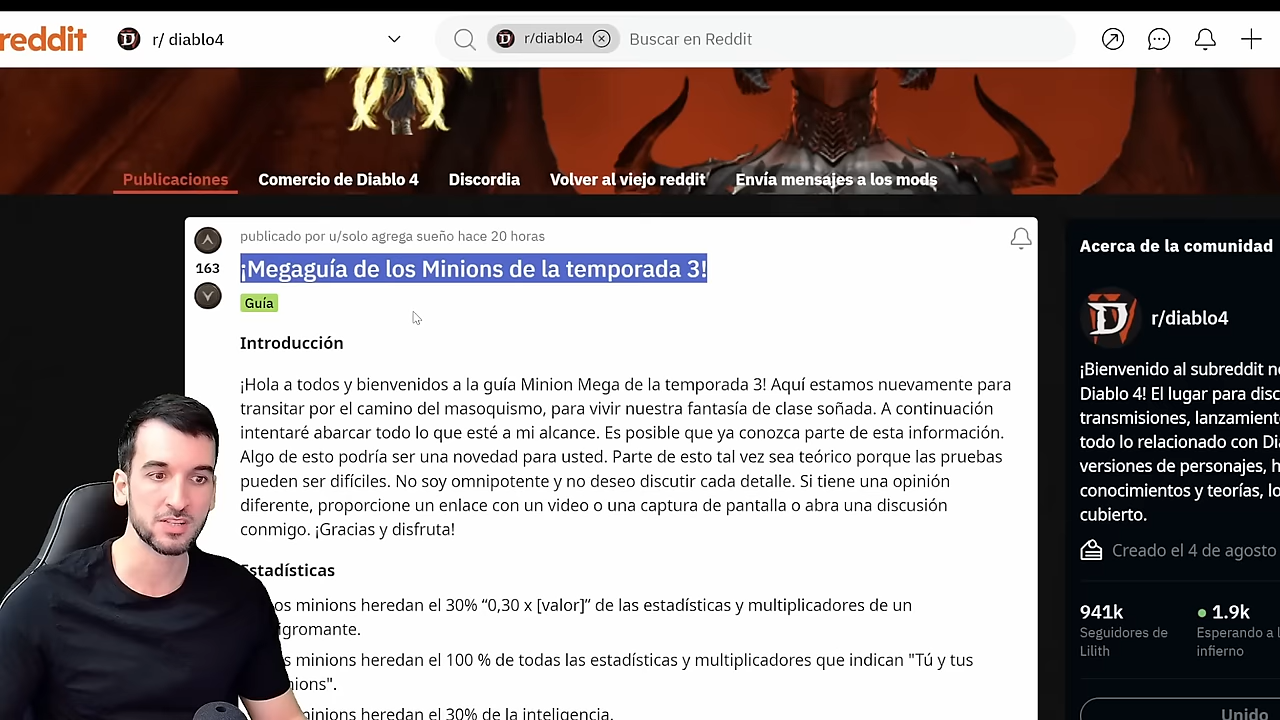 reddit
r/ diablo4
r/diablo4
Buscar en Reddit
Publicaciones
Comercio de Diablo 4
Discordia
Volver al viejo reddit
Envía mensajes a los mods
publicado por u/solo agrega sueño hace 20 horas
163
¡Megaguía de los Minions de la temporada 3!
Guía
Introducción
¡Hola a todos y bienvenidos a la guía Minion Mega de la temporada 3! Aquí estamos nuevamente para
transitar por el camino del masoquismo, para vivir nuestra fantasía de clase soñada. A continuación
intentaré abarcar todo lo que esté a mi alcance. Es posible que ya conozca parte de esta información.
Algo de esto podría ser una novedad para usted. Parte de esto tal vez sea teórico porque las pruebas
pueden ser difíciles. No soy omnipotente y no deseo discutir cada detalle. Si tiene una opinión
diferente, proporcione un enlace con un video o una captura de pantalla o abra una discusión
conmigo. ¡Gracias y disfruta!
Estadísticas
os minions heredan el 30% “0,30 x [valor]” de las estadísticas y multiplicadores de un
igromante.
s minions heredan el 100 % de todas las estadísticas y multiplicadores que indican "Tú y tus
nions".
minions heredan el 30% de la inteligencia.
Acerca de la comunidad
r/diablo4
¡Bienvenido al subreddit
Diablo 4! El lugar para
transmisiones,
todo lo relacionado con
versiones de personajes,
conocimientos y teorías,
cubierto.
Creado el 4 de agosto
941k
Seguidores de
Lilith
1.9k
Esperando a
infierno
Unido